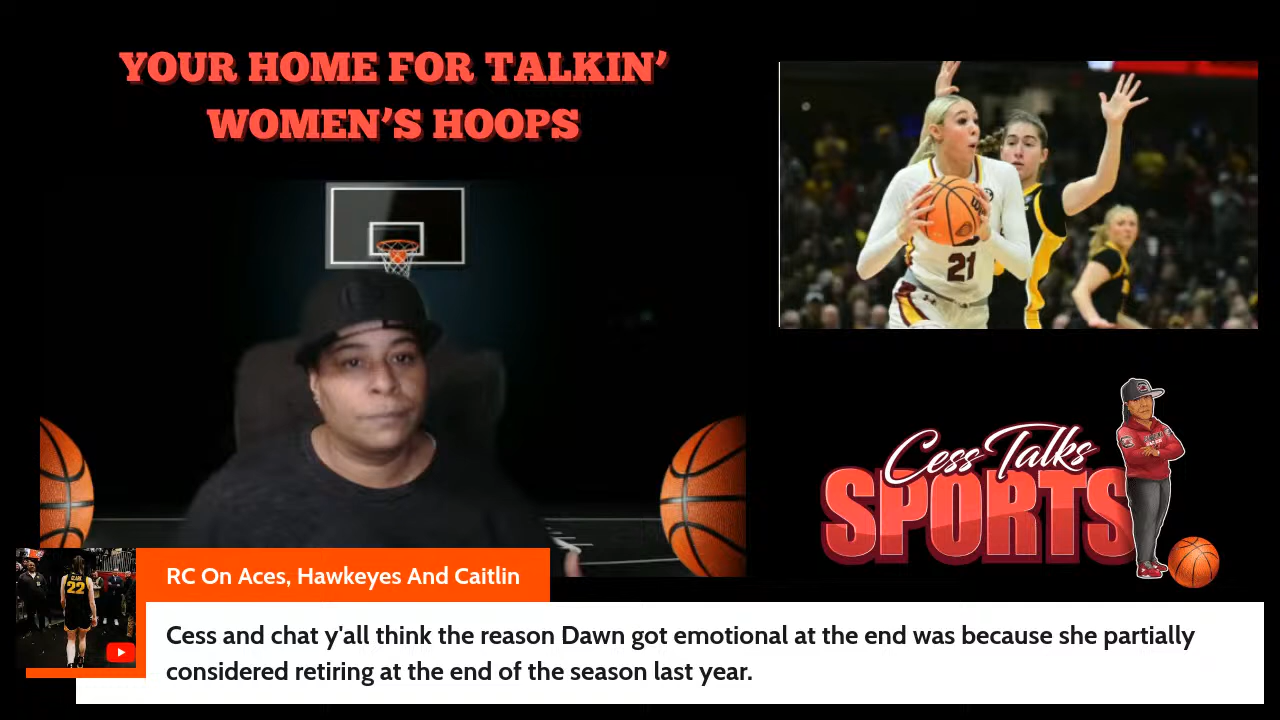 YOUR HOME FOR TALKIN'
WOMEN'S HOOPS
21
Cess Talks
SPORTS
CLARK
22
RC On Aces, Hawkeyes And Caitlin
Cess and chat y'all think the reason Dawn got emotional at the end was because she partially
considered retiring at the end of the season last year.